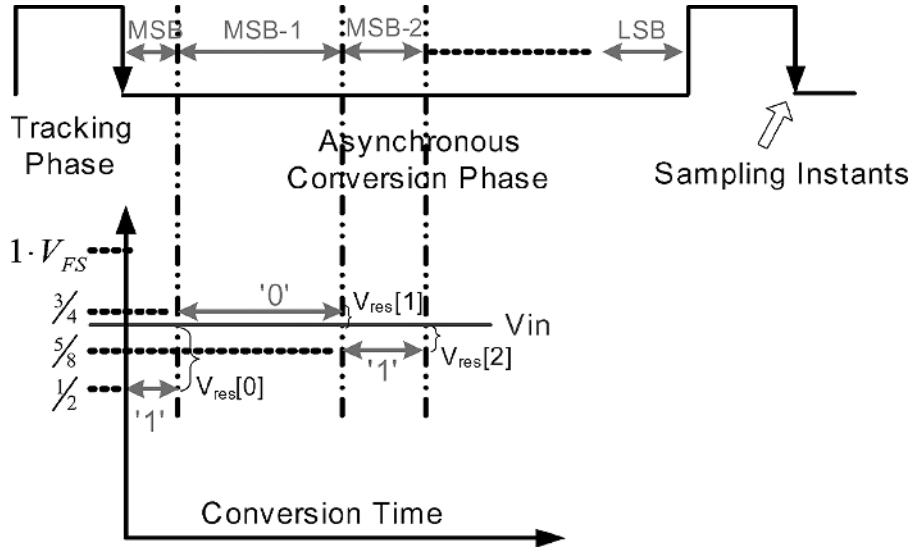 MSB MSB-1 MSB-2 LSB
Tracking
Phase
Asynchronous
Conversion Phase
Sampling Instants
1·V_FS
3/4
'0'
V_res[1]
Vin
5/8
'1'
V_res[2]
1/2
V_res[0]
'1'
Conversion Time